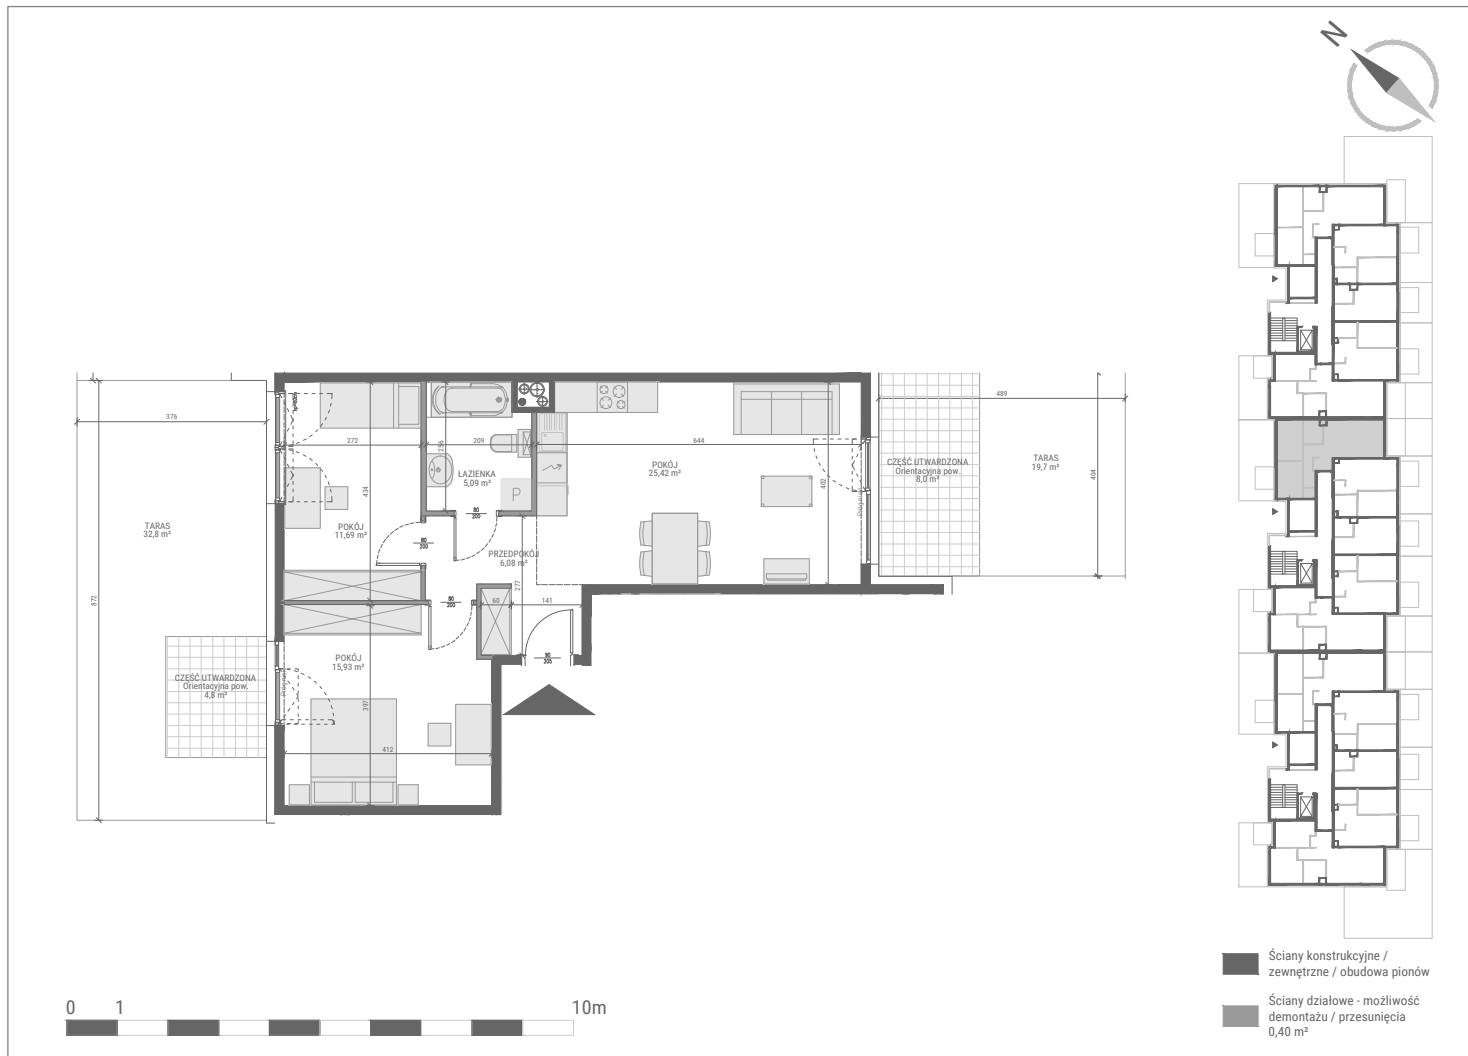 N
489
376
TARAS
32,8 m²
872
272
434
POKÓJ
11,69 m²
209
256
ŁAZIENKA
5,09 m²
P
80
200
80
200
80
200
PRZEDPOKÓJ
6,08 m²
277
60
141
90
205
644
POKÓJ
25,42 m²
402
CZĘŚĆ UTWARDZONA
Orientacyjna pow.
8,0 m²
TARAS
19,7 m²
404
POKÓJ
15,93 m²
397
412
CZĘŚĆ UTWARDZONA
Orientacyjna pow.
4,8 m²
0 1 10m
Ściany konstrukcyjne /
zewnętrzne / obudowa pionów
Ściany działowe - możliwość
demontażu / przesunięcia
0,40 m²